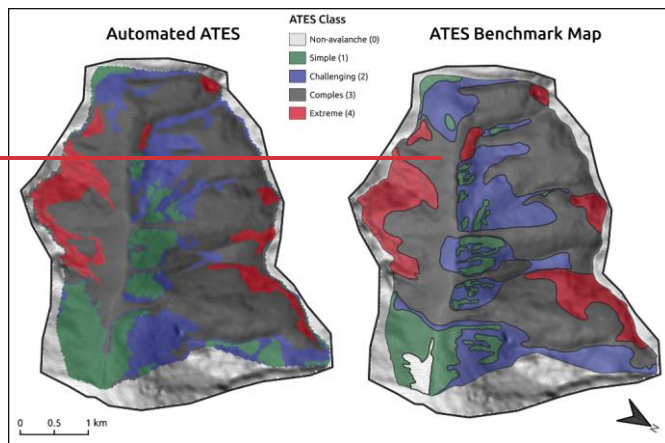 Automated ATES
ATES Class
Non-avalanche (0)
Simple (1)
Challenging (2)
Comples (3)
Extreme (4)
ATES Benchmark Map
0 0.5 1 km
N